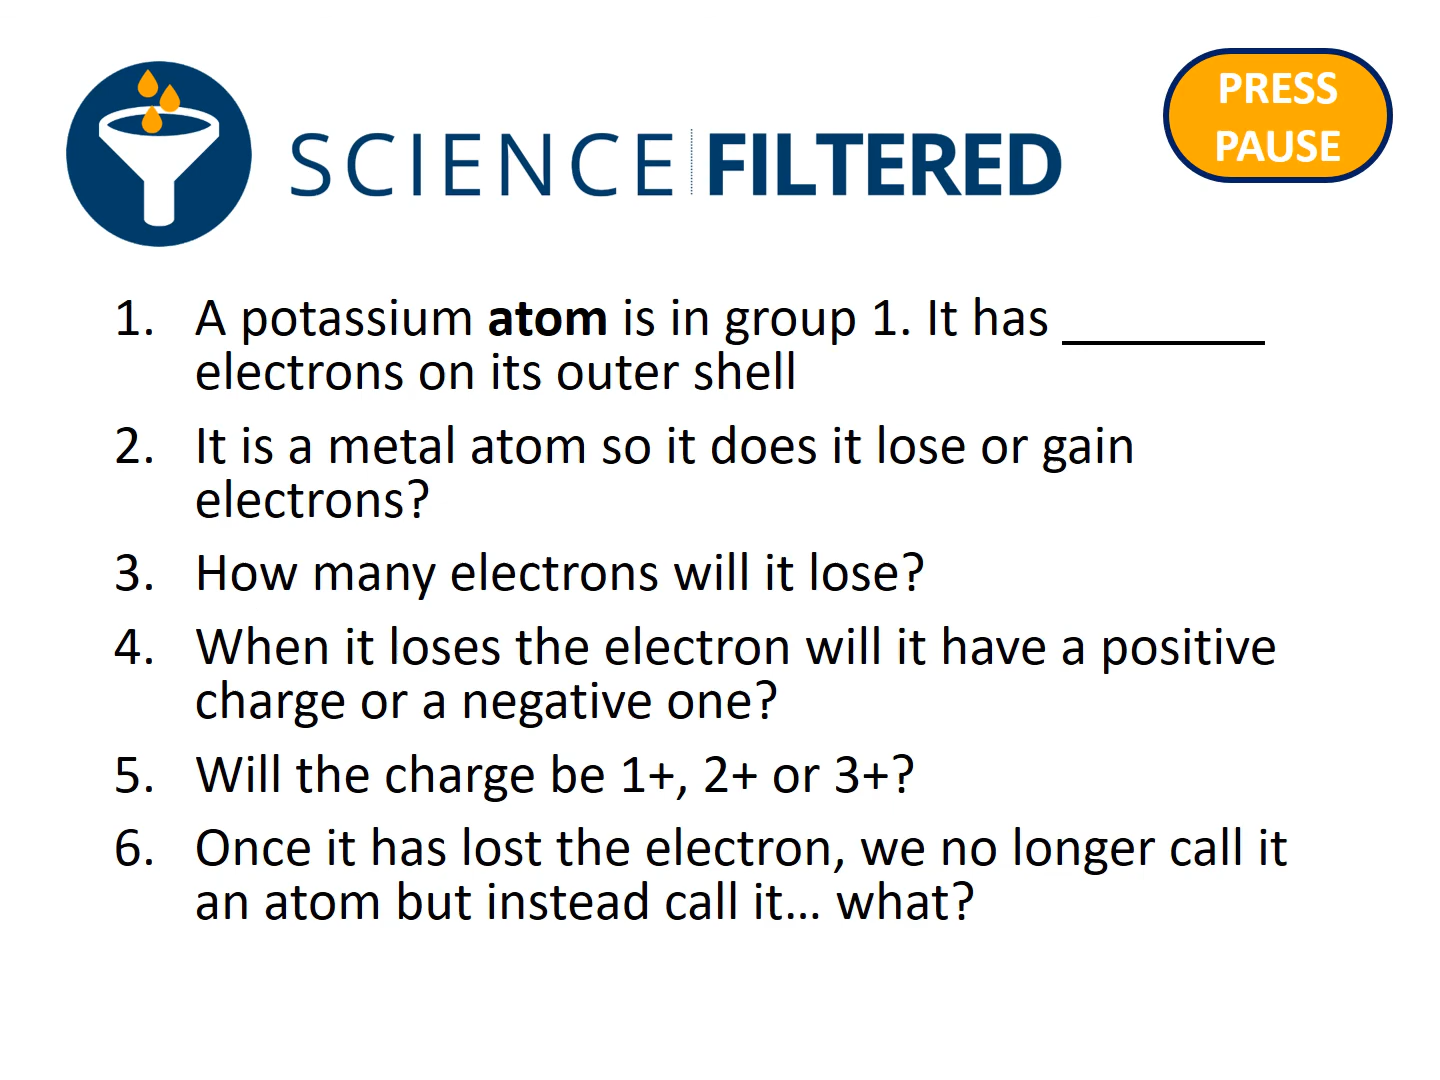 SCIENCE FILTERED
PRESS
PAUSE
1. A potassium atom is in group 1. It has ________
electrons on its outer shell
2. It is a metal atom so it does it lose or gain
electrons?
3. How many electrons will it lose?
4. When it loses the electron will it have a positive
charge or a negative one?
5. Will the charge be 1+, 2+ or 3+?
6. Once it has lost the electron, we no longer call it
an atom but instead call it... what?